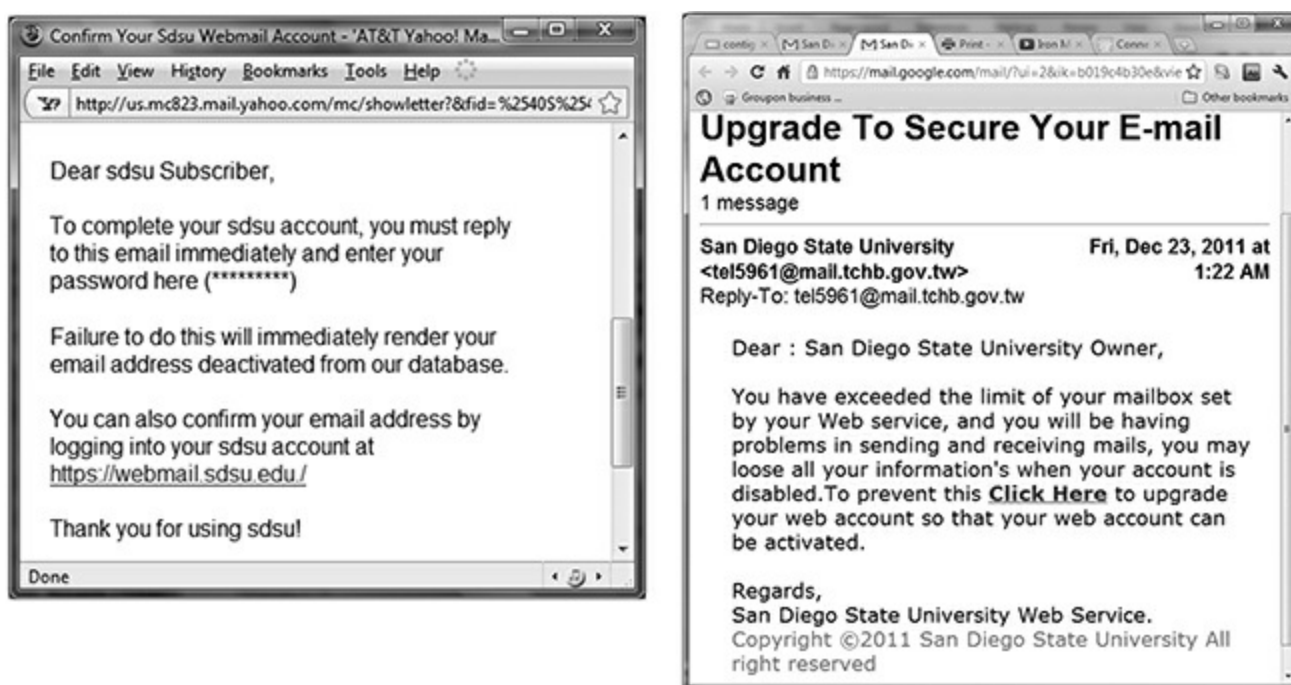 Confirm Your Sdsu Webmail Account - 'AT&T Yahoo! Ma...
File Edit View History Bookmarks Tools Help
http://us.mc823.mail.yahoo.com/mc/showletter?&fid=%2540S%254
Dear sdsu Subscriber,
To complete your sdsu account, you must reply
to this email immediately and enter your
password here (*********)
Failure to do this will immediately render your
email address deactivated from our database.
You can also confirm your email address by
logging into your sdsu account at
https://webmail.sdsu.edu./
Thank you for using sdsu!
Done
contig San Di San Di Print - Iron M Conne
https://mail.google.com/mail/?ui=2&ik=b019c4b30e&vie
Groupon business ... Other bookmarks
Upgrade To Secure Your E-mail
Account
1 message
San Diego State University Fri, Dec 23, 2011 at
<tel5961@mail.tchb.gov.tw> 1:22 AM
Reply-To: tel5961@mail.tchb.gov.tw
Dear : San Diego State University Owner,
You have exceeded the limit of your mailbox set
by your Web service, and you will be having
problems in sending and receiving mails, you may
loose all your information's when your account is
disabled.To prevent this Click Here to upgrade
your web account so that your web account can
be activated.
Regards,
San Diego State University Web Service.
Copyright ©2011 San Diego State University All
right reserved